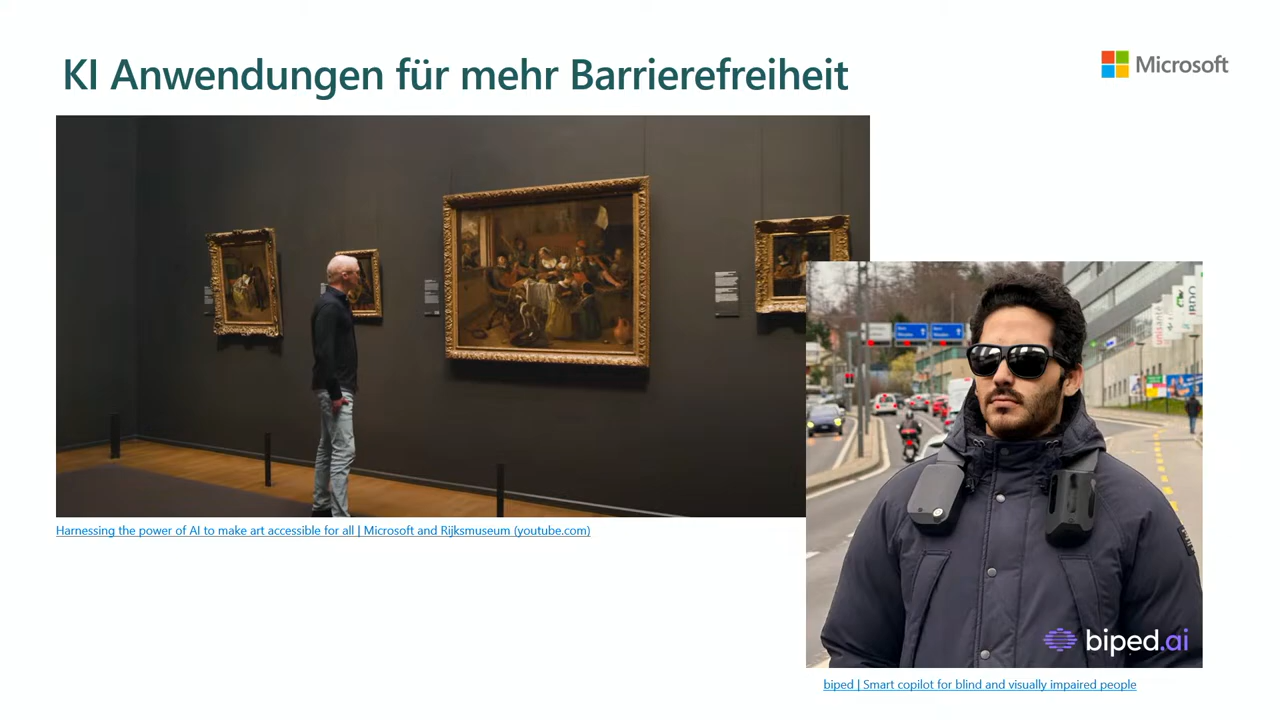 KI Anwendungen für mehr Barrierefreiheit
Microsoft
Harnessing the power of AI to make art accessible for all | Microsoft and Rijksmuseum (youtube.com)
unisanté
biped.ai
biped | Smart copilot for blind and visually impaired people